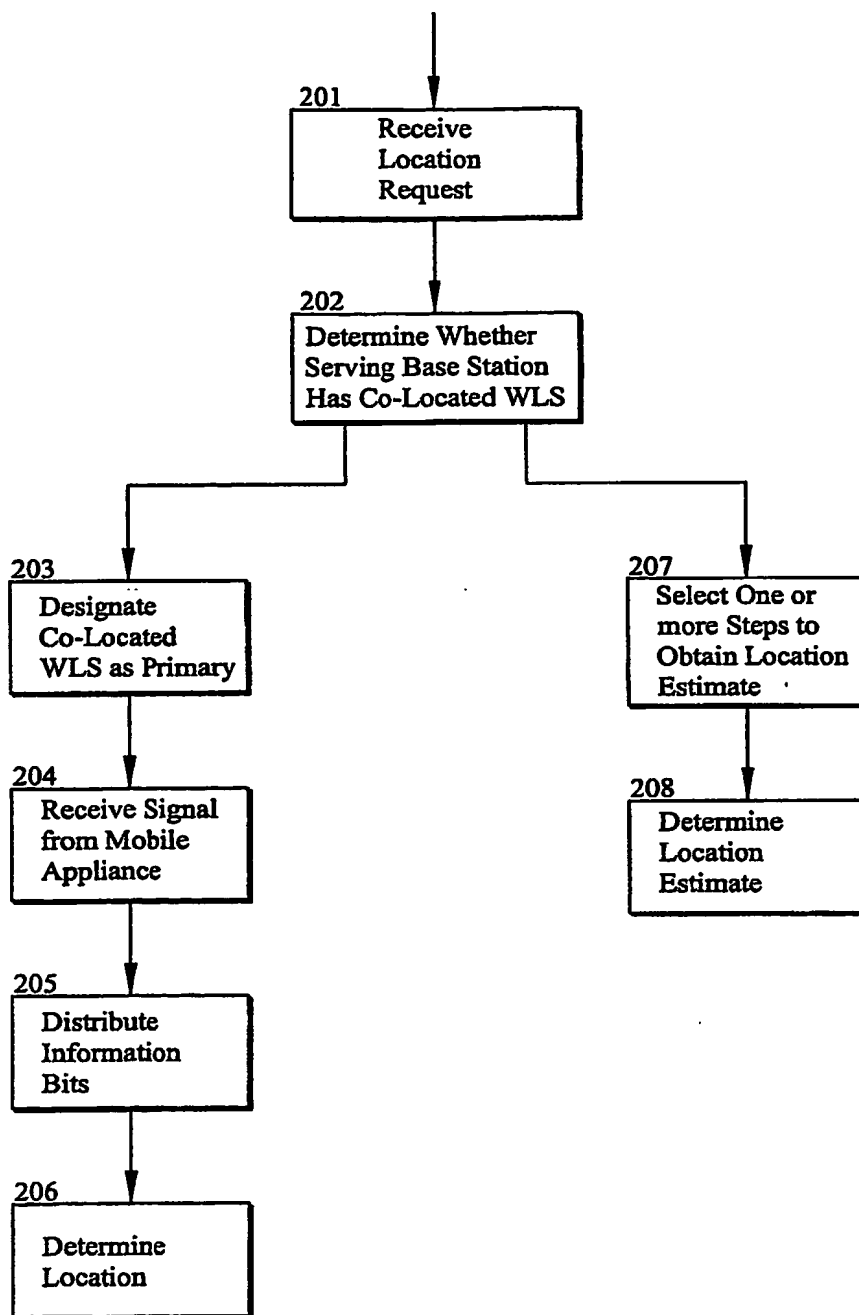 201
Receive
Location
Request
202
Determine Whether
Serving Base Station
Has Co-Located WLS
203
Designate
Co-Located
WLS as Primary
204
Receive Signal
from Mobile
Appliance
205
Distribute
Information
Bits
206
Determine
Location
207
Select One or
more Steps to
Obtain Location
Estimate
208
Determine
Location
Estimate